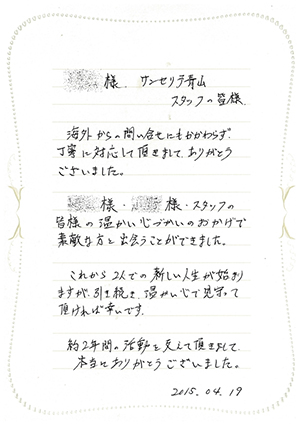 様. サンセリテ青山
スタッフの皆様.
海外からの問い合せにもかかわらず.
丁寧に対応して頂きまして.ありがとう
ございました。
様・ 様・スタッフの
皆様の温かい心づかいのおかげで
素敵な方と出会うことができました。
これから2人での新しい人生が始まり
ますが.引き続き.温かい心で見守って
頂ければ幸いです.
約2年間の活動を支えて頂きまして.
本当にありがとうございました。
2015.04.19